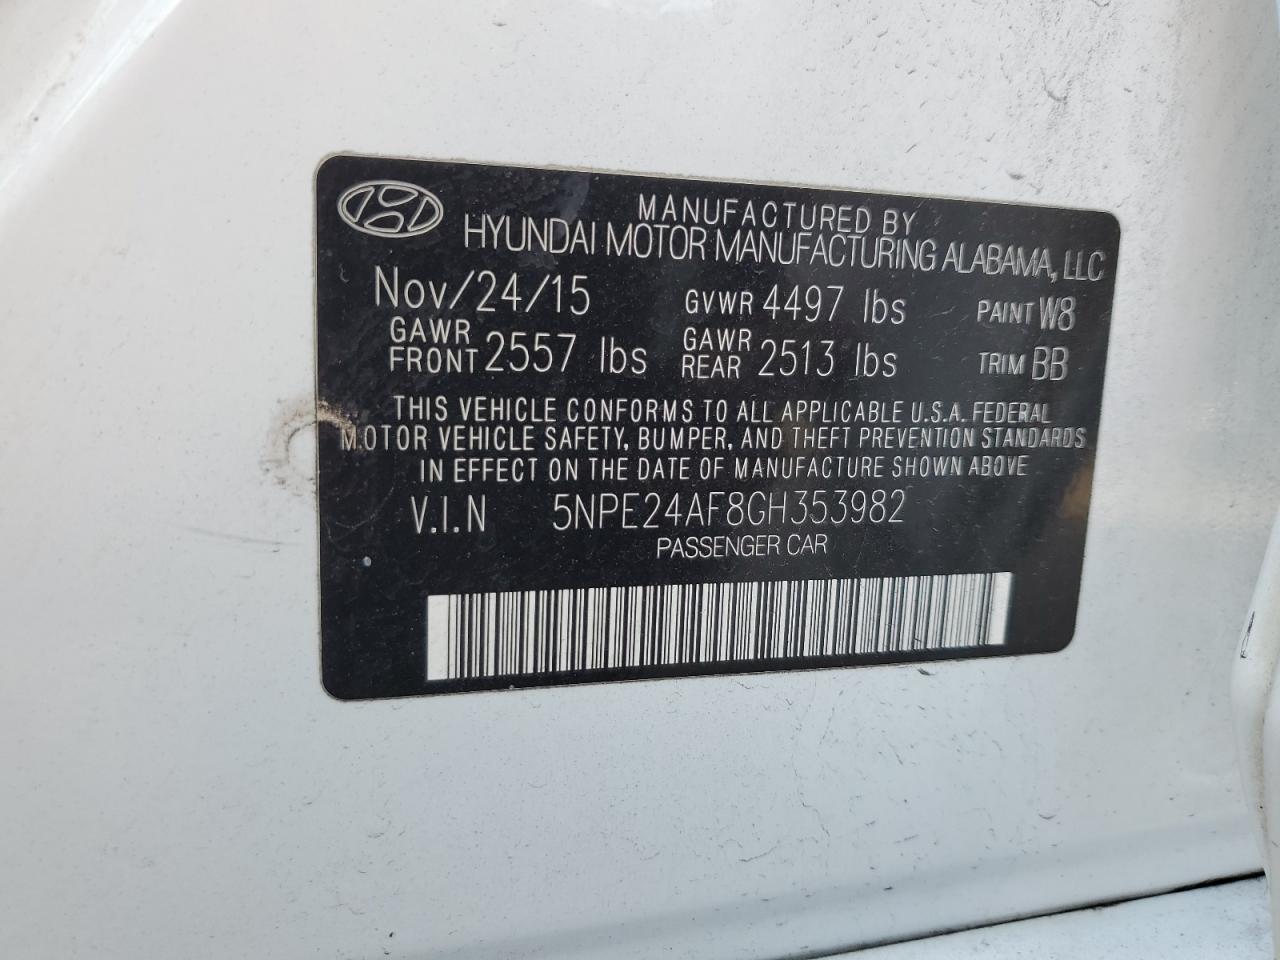 MANUFACTURED BY
HYUNDAI MOTOR MANUFACTURING ALABAMA, LLC
Nov/24/15 GVWR 4497 lbs PAINT W8
GAWR FRONT 2557 lbs GAWR REAR 2513 lbs TRIM BB
THIS VEHICLE CONFORMS TO ALL APPLICABLE U.S.A. FEDERAL
MOTOR VEHICLE SAFETY, BUMPER, AND THEFT PREVENTION STANDARDS
IN EFFECT ON THE DATE OF MANUFACTURE SHOWN ABOVE
V.I.N 5NPE24AF8GH353982
PASSENGER CAR